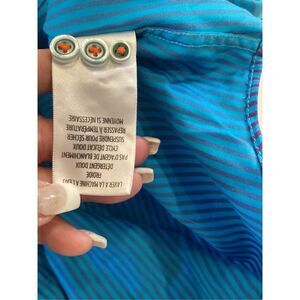 LAVER À LA MACHINE A L'EAU
FROIDE
DETERGENT DOUX
PAS D'AGENT DE BLANCHIMENT
CYCLE DÉLICAT DOUX
SUSPENDRE POUR SÉCHER
REPASSER À TEMPÉRATURE
MOYENNE SI NÉCESSAIRE